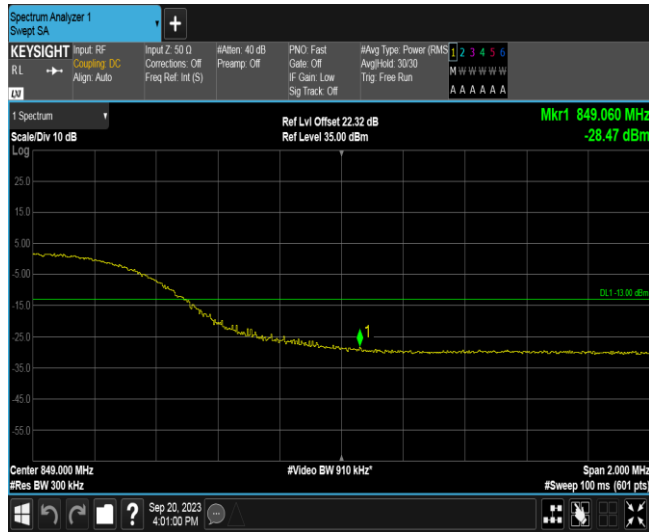 Spectrum Analyzer 1
Swept SA
+
KEYSIGHT
RL
LXI
Input: RF
Coupling: DC
Align: Auto
Input Z: 50 Ω
Corrections: Off
Freq Ref: Int (S)
#Atten: 40 dB
Preamp: Off
PNO: Fast
Gate: Off
IF Gain: Low
Sig Track: Off
#Avg Type: Power (RMS
Avg|Hold: 30/30
Trig: Free Run
1 2 3 4 5 6
M W W W W W
A A A A A A
1 Spectrum
Scale/Div 10 dB
Ref Lvl Offset 22.32 dB
Ref Level 35.00 dBm
Mkr1 849.060 MHz
-28.47 dBm
Log
25.0
15.0
5.00
-5.00
DL1 -13.00 dBm
-15.0
1
-25.0
-35.0
-45.0
-55.0
Center 849.000 MHz
#Video BW 910 kHz*
Span 2.000 MHz
#Res BW 300 kHz
#Sweep 100 ms (601 pts)
?
Sep 20, 2023
4:01:00 PM